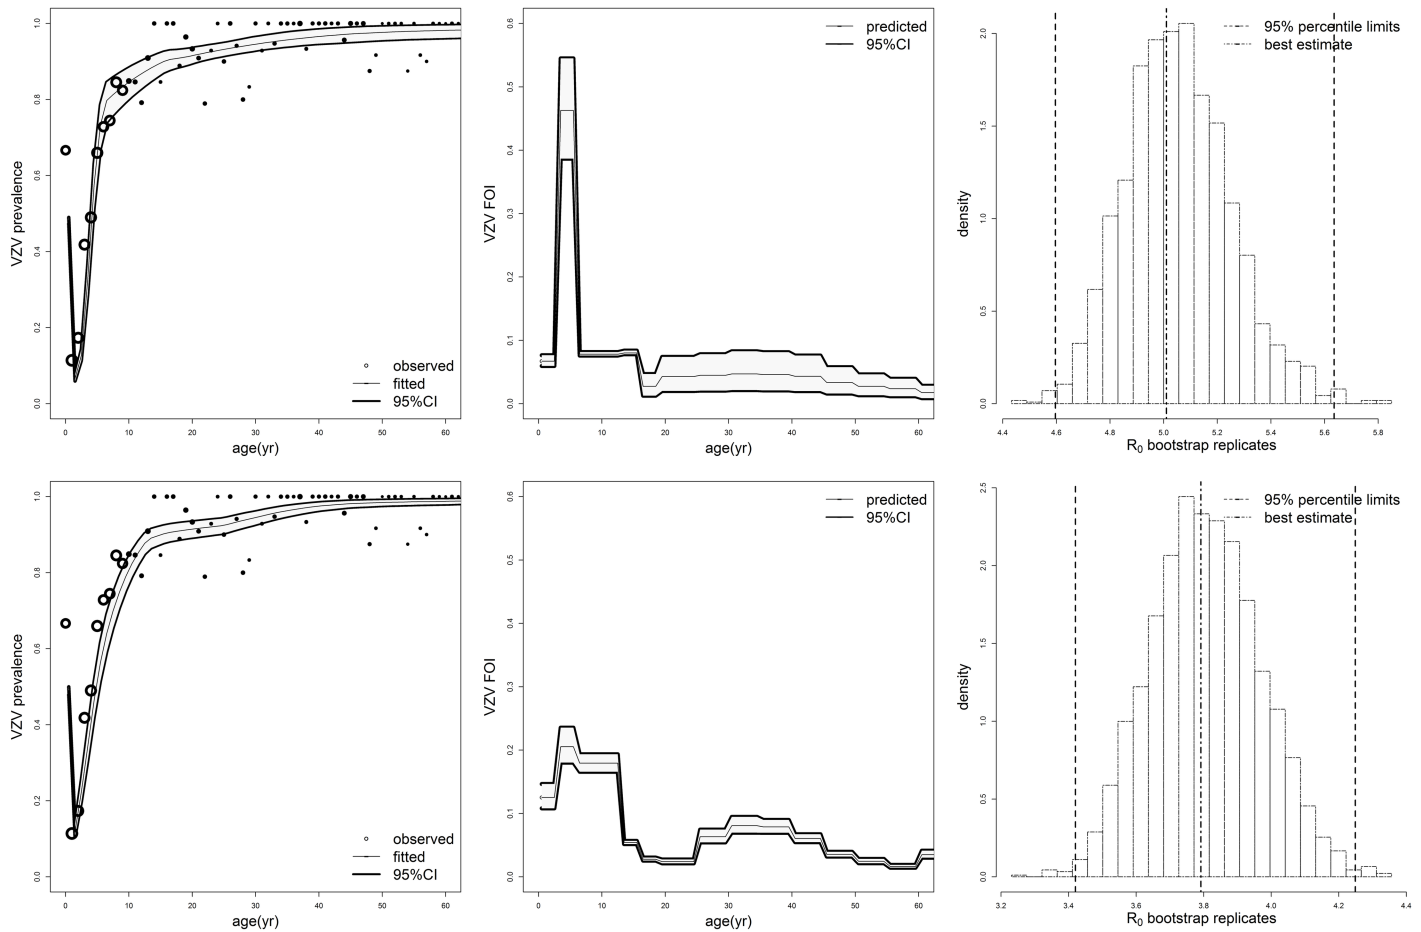 VZV prevalence
1.0
0.8
0.6
0.4
0.2
0.0
observed
fitted
95%CI
0 10 20 30 40 50 60
age(yr)
VZV FOI
0.6
0.5
0.4
0.3
0.2
0.1
0.0
predicted
95%CI
0 10 20 30 40 50 60
age(yr)
density
2.0
1.5
1.0
0.5
0.0
95% percentile limits
best estimate
4.4 4.6 4.8 5.0 5.2 5.4 5.6 5.8
R0 bootstrap replicates
VZV prevalence
1.0
0.8
0.6
0.4
0.2
0.0
observed
fitted
95%CI
0 10 20 30 40 50 60
age(yr)
VZV FOI
0.6
0.5
0.4
0.3
0.2
0.1
0.0
predicted
95%CI
0 10 20 30 40 50 60
age(yr)
density
2.5
2.0
1.5
1.0
0.5
0.0
95% percentile limits
best estimate
3.2 3.4 3.6 3.8 4.0 4.2 4.4
R0 bootstrap replicates